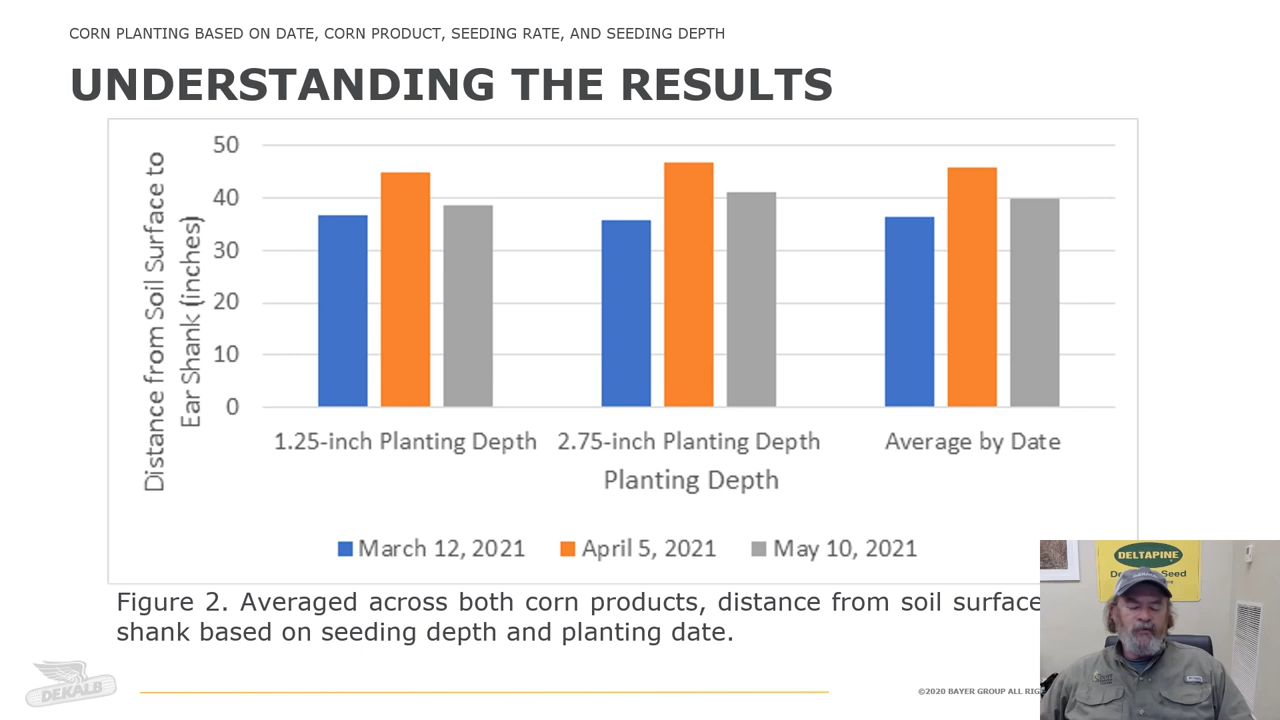 CORN PLANTING BASED ON DATE, CORN PRODUCT, SEEDING RATE, AND SEEDING DEPTH
UNDERSTANDING THE RESULTS
Distance from Soil Surface to
Ear Shank (inches)
50
40
30
20
10
0
1.25-inch Planting Depth
2.75-inch Planting Depth
Average by Date
Planting Depth
March 12, 2021
April 5, 2021
May 10, 2021
Figure 2. Averaged across both corn products, distance from soil surface
shank based on seeding depth and planting date.
DEKALB
©2020 BAYER GROUP ALL
DELTAPINE
Seed